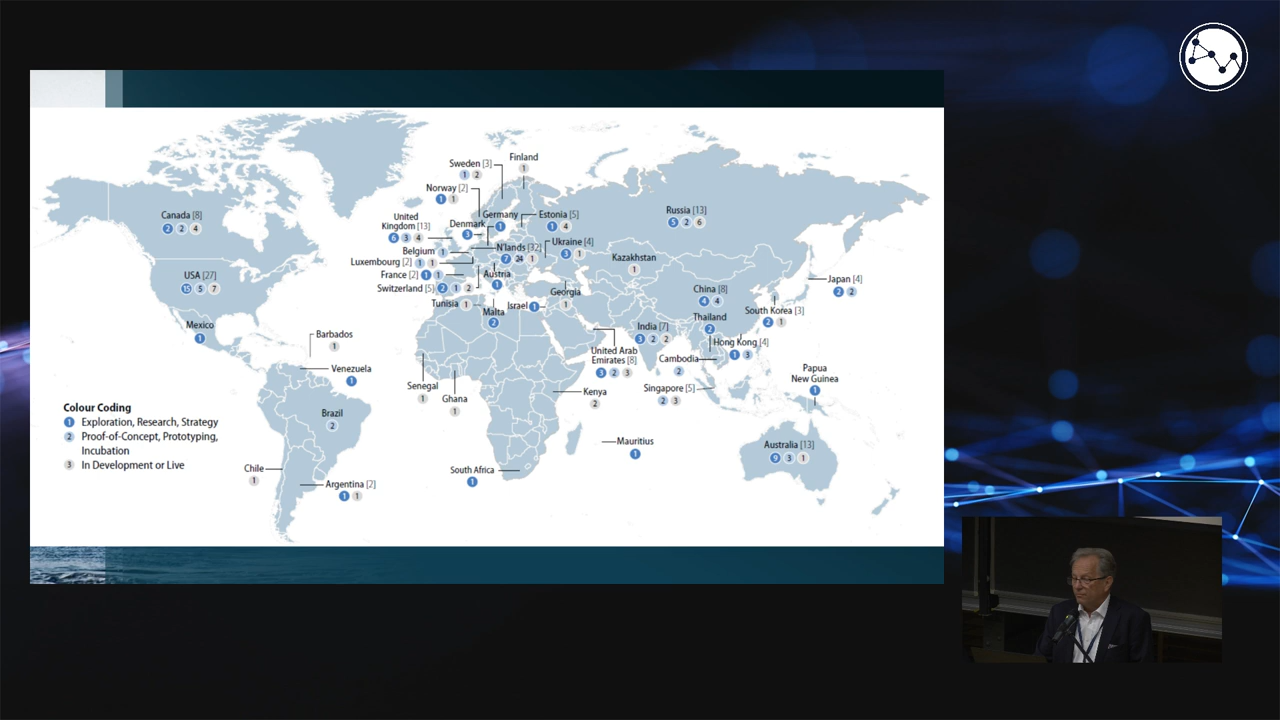 Finland
1
Sweden [3]
1 2
Norway [2]
1 1
Canada [8]
2 2 4
United
Kingdom [13]
6 3 4
Denmark
3
Germany
1
Estonia [5]
1 4
Russia [13]
5 2 6
Belgium 1
N'lands [32]
7 24 1
Ukraine [4]
3 1
Luxembourg [2] 1 1
Kazakhstan
1
USA [27]
15 5 7
France [2] 1 1
Austria
1
Switzerland [5] 2 1 2
Georgia
1
Japan [4]
2 2
China [8]
4 4
Tunisia 1
Malta
2
Israel 1
South Korea [3]
2 1
Mexico
1
Thailand
2
Barbados
1
India [7]
3 2 2
Hong Kong [4]
1 3
United Arab
Emirates [8]
3 2 3
Cambodia
2
Venezuela
1
Papua
New Guinea
1
Senegal
1
Ghana
1
Kenya
2
Singapore [5]
2 3
Colour Coding
1 Exploration, Research, Strategy
2 Proof-of-Concept, Prototyping,
Incubation
3 In Development or Live
Brazil
2
Mauritius
1
Australia [13]
9 3 1
Chile
1
South Africa
1
Argentina [2]
1 1